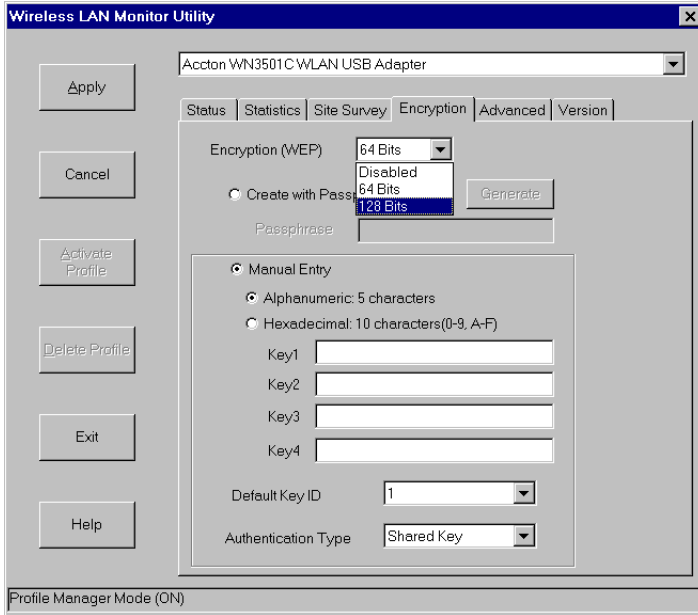 Wireless LAN Monitor Utility
Accton WN3501C WLAN USB Adapter
Apply
Cancel
Activate
Profile
Delete Profile
Exit
Help
Status Statistics Site Survey Encryption Advanced Version
Encryption (WEP) 64 Bits
Disabled
64 Bits
128 Bits
Create with Generate
Passphrase
Manual Entry
Alphanumeric: 5 characters
Hexadecimal: 10 characters(0-9, A-F)
Key1
Key2
Key3
Key4
Default Key ID 1
Authentication Type Shared Key
Profile Manager Mode (ON)